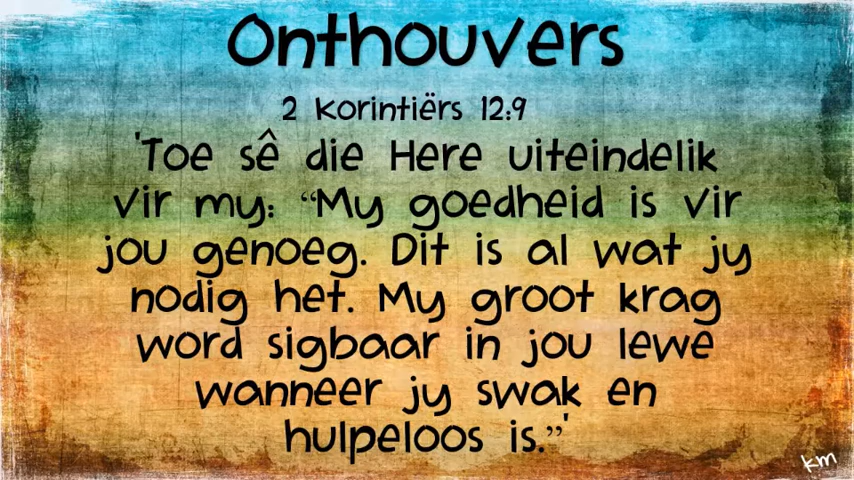 Onthouvers
2 Korintiërs 12:9
'Toe sê die Here uiteindelik
vir my: “My goedheid is vir
jou genoeg. Dit is al wat jy
nodig het. My groot krag
word sigbaar in jou lewe
wanneer jy swak en
hulpeloos is.”'
km